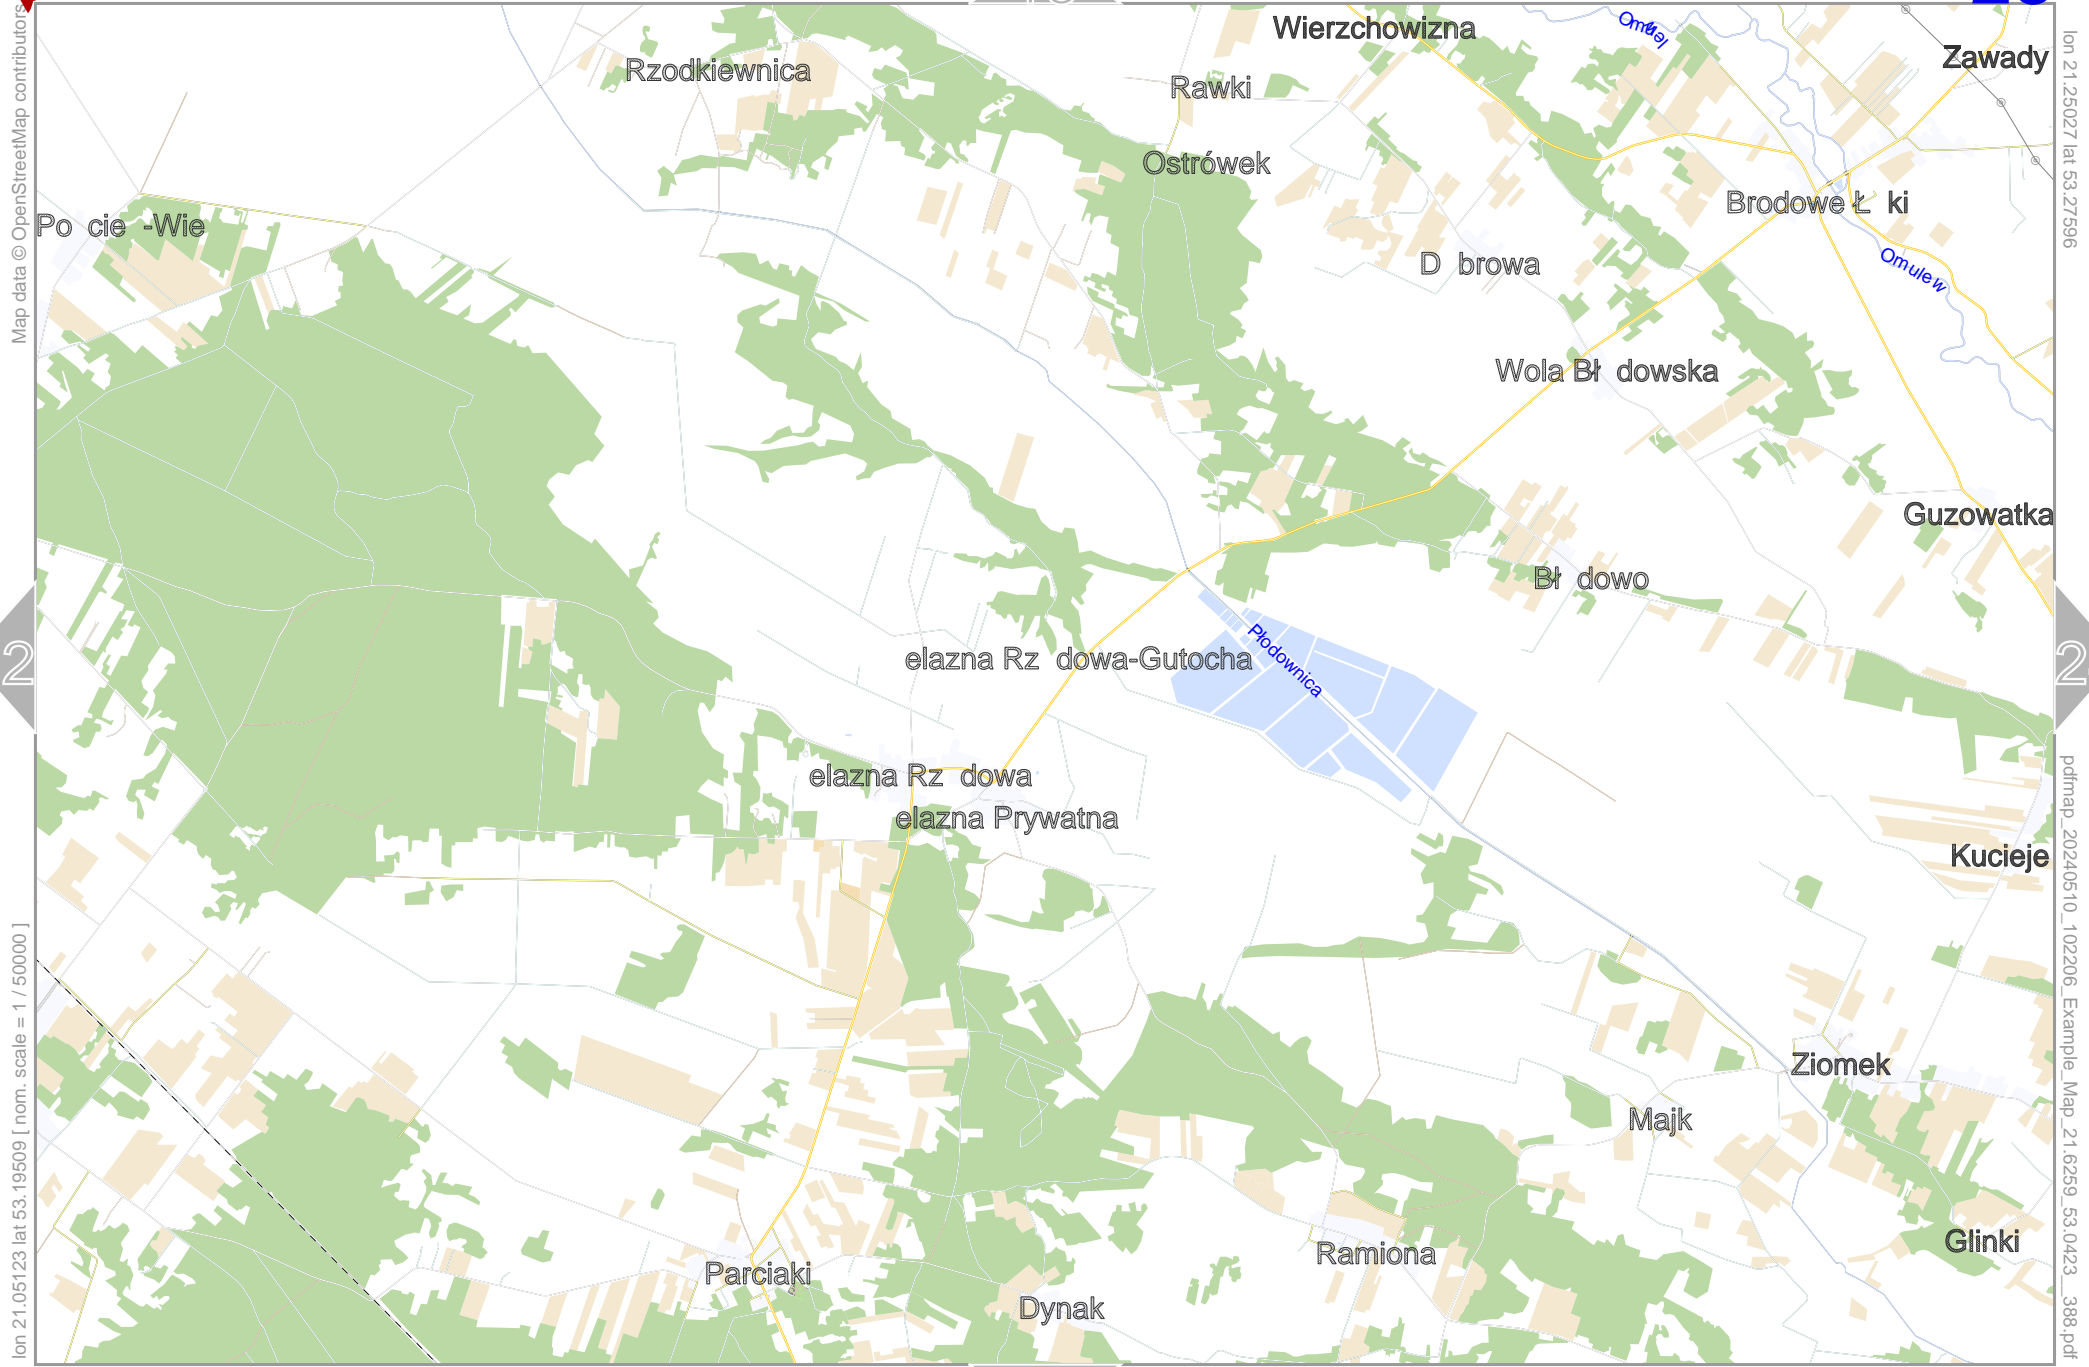 Map data © OpenStreetMap contributors
Wierzchowizna
Omulew
Zawady
lon 21.25027 lat 53.27596
Rzodkiewnica
Rawki
Ostrówek
Po cie -Wie
Brodowe Ł ki
D browa
Omulew
Wola Bł dowska
Guzowatka
Bł dowo
2
elazna Rz dowa-Gutocha
Płodownica
2
elazna Rz dowa
elazna Prywatna
Kucieje
Ziomek
Majk
Glinki
Ramiona
Parciaki
Dynak
lon 21.05123 lat 53.19509 [ nom. scale = 1 / 50000 ]
pdfmap_20240510_102206_Example_Map_21.6259_53.0423__388.pdf